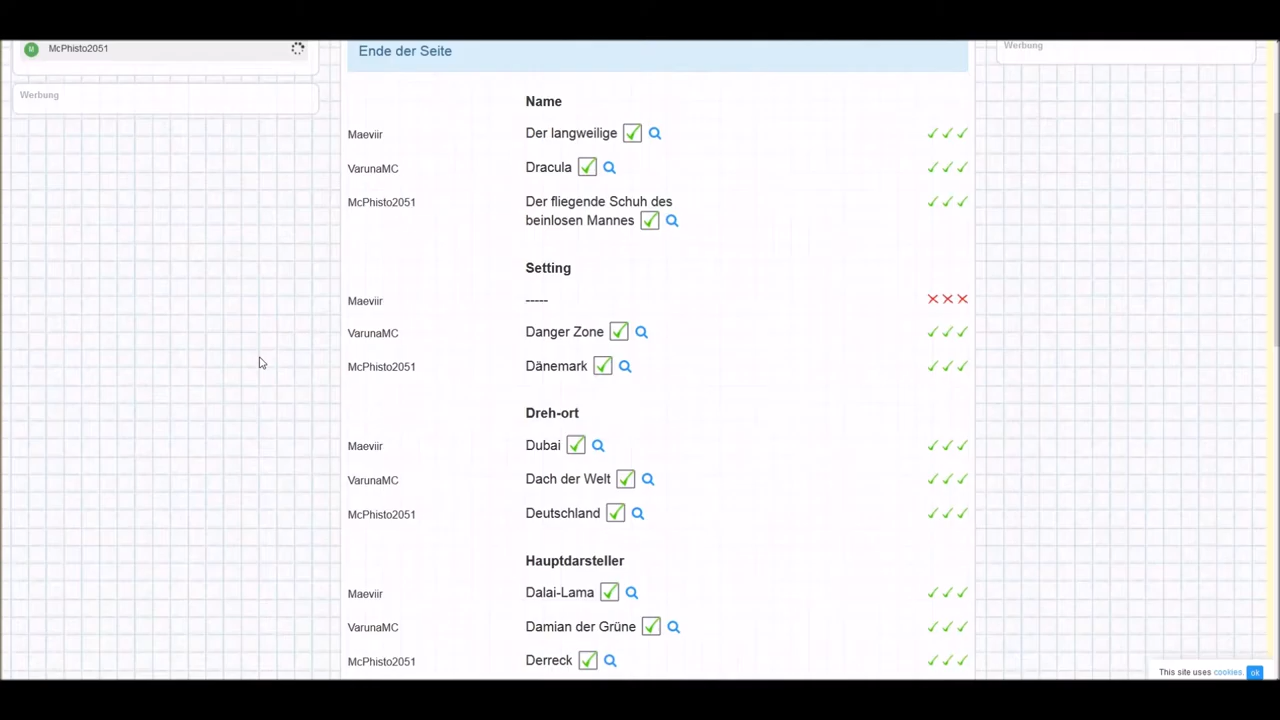 M McPhisto2051
Ende der Seite
Werbung
Werbung
Name
Maeviir Der langweilige
VarunaMC Dracula
McPhisto2051 Der fliegende Schuh des
beinlosen Mannes
Setting
Maeviir -----
VarunaMC Danger Zone
McPhisto2051 Dänemark
Dreh-ort
Maeviir Dubai
VarunaMC Dach der Welt
McPhisto2051 Deutschland
Hauptdarsteller
Maeviir Dalai-Lama
VarunaMC Damian der Grüne
McPhisto2051 Derreck
This site uses cookies. ok